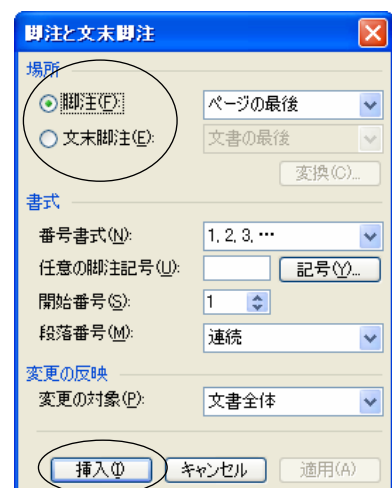 脚注と文末脚注
場所
脚注(F): ページの最後
文末脚注(E): 文書の最後
変換(C)...
書式
番号書式(N): 1, 2, 3, …
任意の脚注記号(U): 記号(Y)...
開始番号(S): 1
段落番号(M): 連続
変更の反映
変更の対象(P): 文書全体
挿入(I) キャンセル 適用(A)